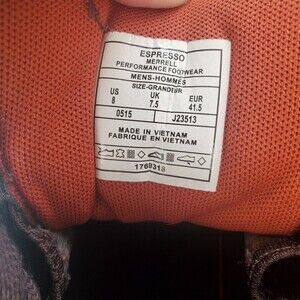 ESPRESSO
MERRELL
PERFORMANCE FOOTWEAR
MENS-HOMMES
SIZE-GRANDEUR
US UK EUR
8 7.5 41.5
0515 J23513
MADE IN VIETNAM
FABRIQUE EN VIETNAM
1769318